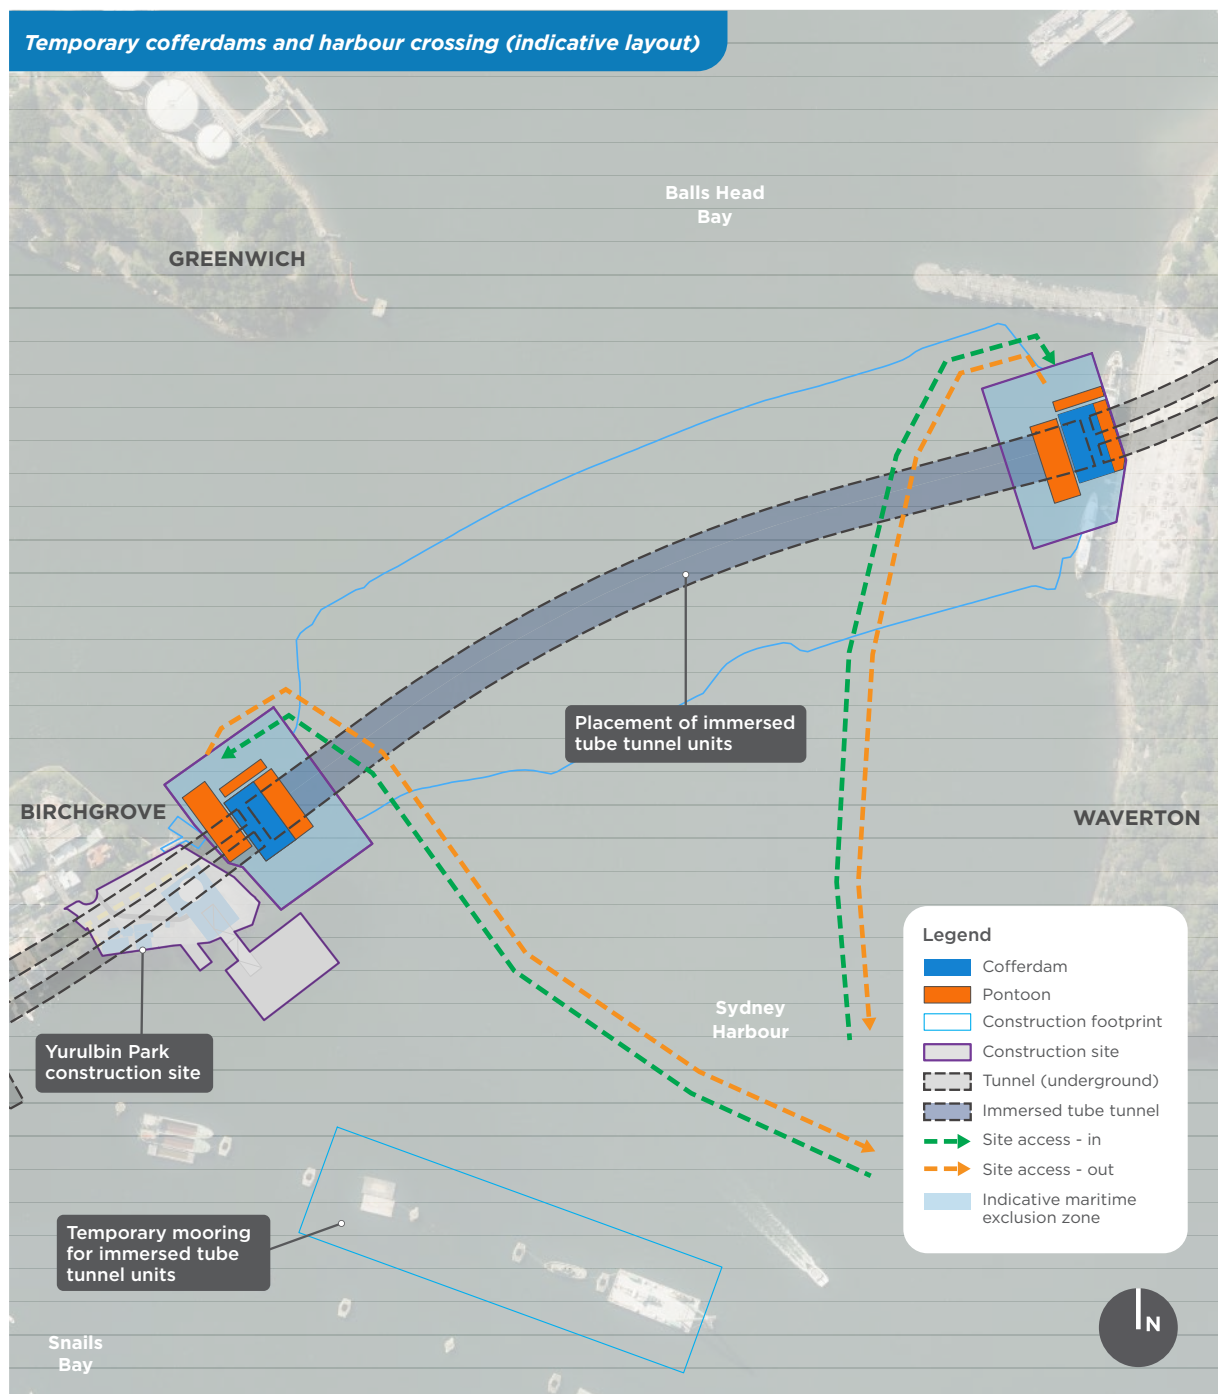 Temporary cofferdams and harbour crossing (indicative layout)
Balls Head
Bay
GREENWICH
Placement of immersed
tube tunnel units
BIRCHGROVE
WAVERTON
Sydney
Harbour
Yurulbin Park
construction site
Temporary mooring
for immersed tube
tunnel units
Snails
Bay
Legend
Cofferdam
Pontoon
Construction footprint
Construction site
Tunnel (underground)
Immersed tube tunnel
Site access - in
Site access - out
Indicative maritime
exclusion zone
N